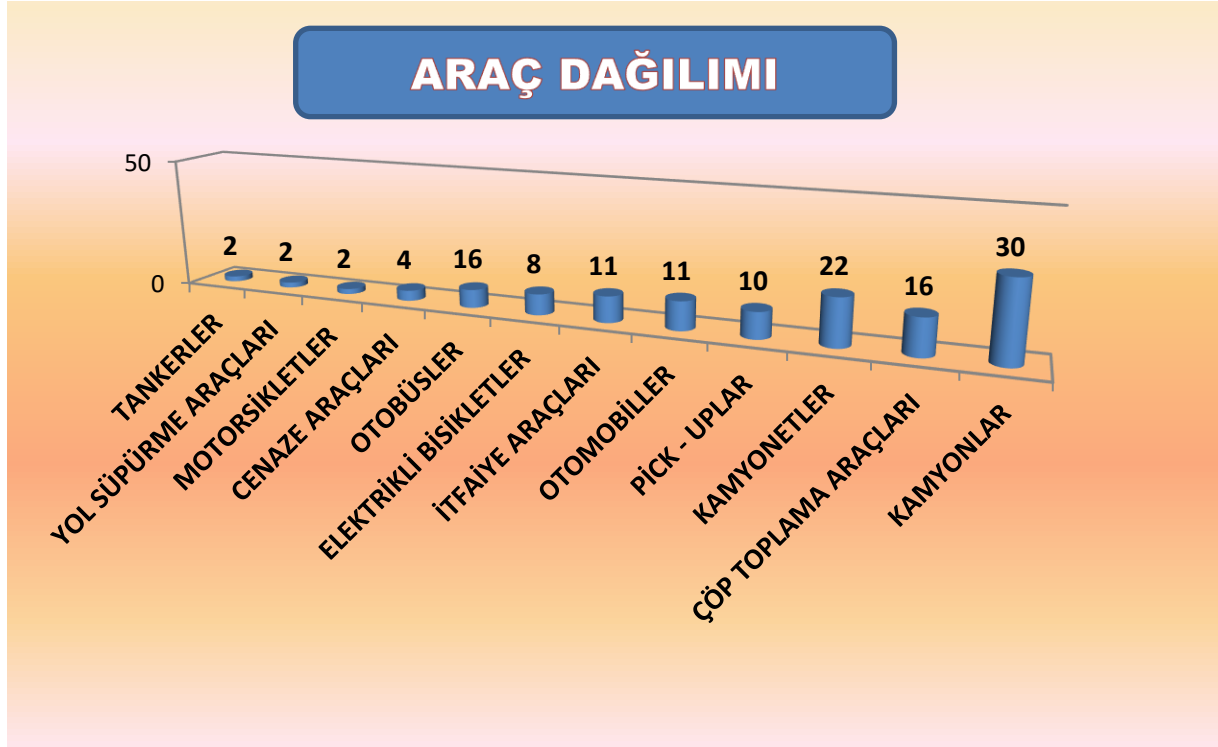 ARAÇ DAĞILIMI
50
0
2
2
2
4
16
8
11
11
10
22
16
30
TANKERLER
YOL SÜPÜRME ARAÇLARI
MOTORSİKLETLER
CENAZE ARAÇLARI
OTOBÜSLER
ELEKTRİKLİ BİSİKLETLER
İTFAİYE ARAÇLARI
OTOMOBİLLER
PİCK - UPLAR
KAMYONETLER
ÇÖP TOPLAMA ARAÇLARI
KAMYONLAR